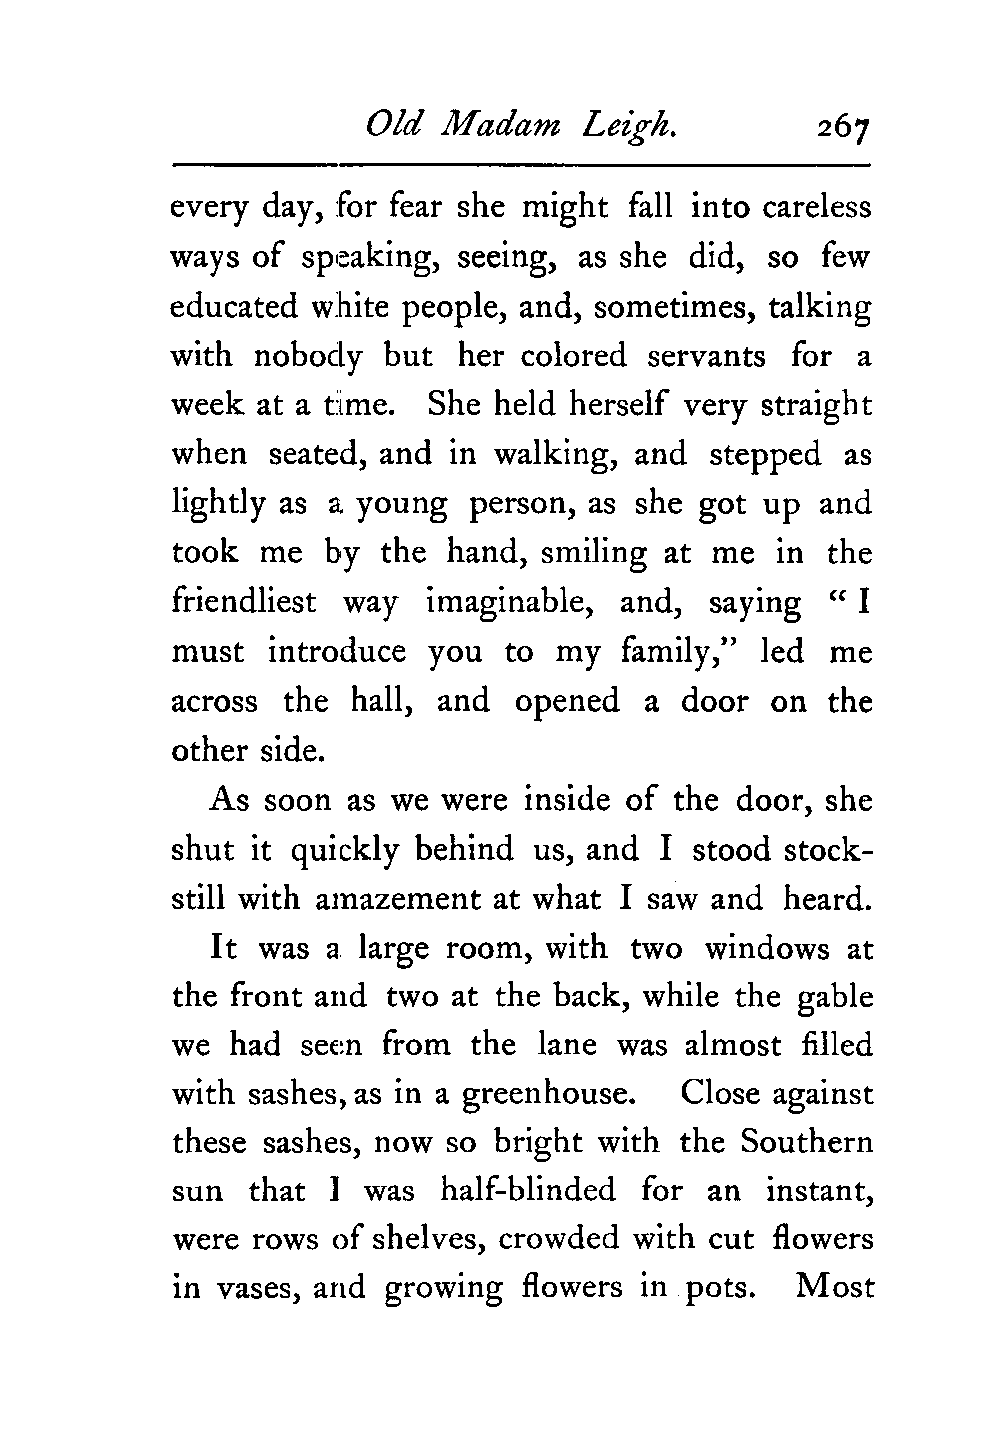 Old Madam Leigh. 267
every day, for fear she might fall into careless
ways of speaking, seeing, as she did, so few
educated white people, and, sometimes, talking
with nobody but her colored servants for a
week at a time. She held herself very straight
when seated, and in walking, and stepped as
lightly as a young person, as she got up and
took me by the hand, smiling at me in the
friendliest way imaginable, and, saying “ I
must introduce you to my family,” led me
across the hall, and opened a door on the
other side.
As soon as we were inside of the door, she
shut it quickly behind us, and I stood stock-
still with amazement at what I saw and heard.
It was a large room, with two windows at
the front and two at the back, while the gable
we had seen from the lane was almost filled
with sashes, as in a greenhouse. Close against
these sashes, now so bright with the Southern
sun that I was half-blinded for an instant,
were rows of shelves, crowded with cut flowers
in vases, and growing flowers in pots. Most